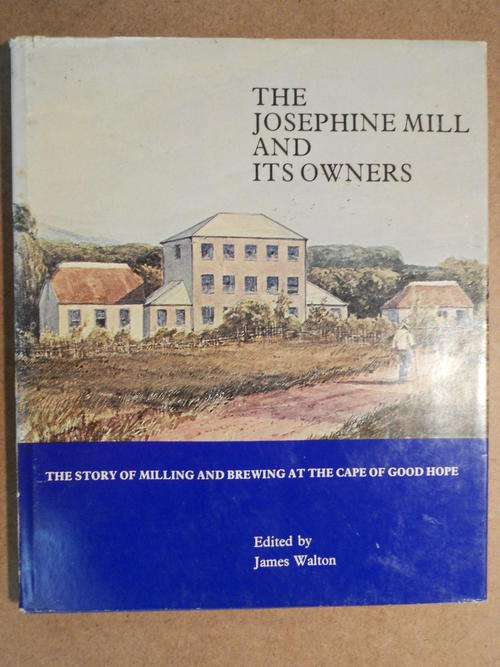 THE
JOSEPHINE MILL
AND
ITS OWNERS
THE STORY OF MILLING AND BREWING AT THE CAPE OF GOOD HOPE
Edited by
James Walton